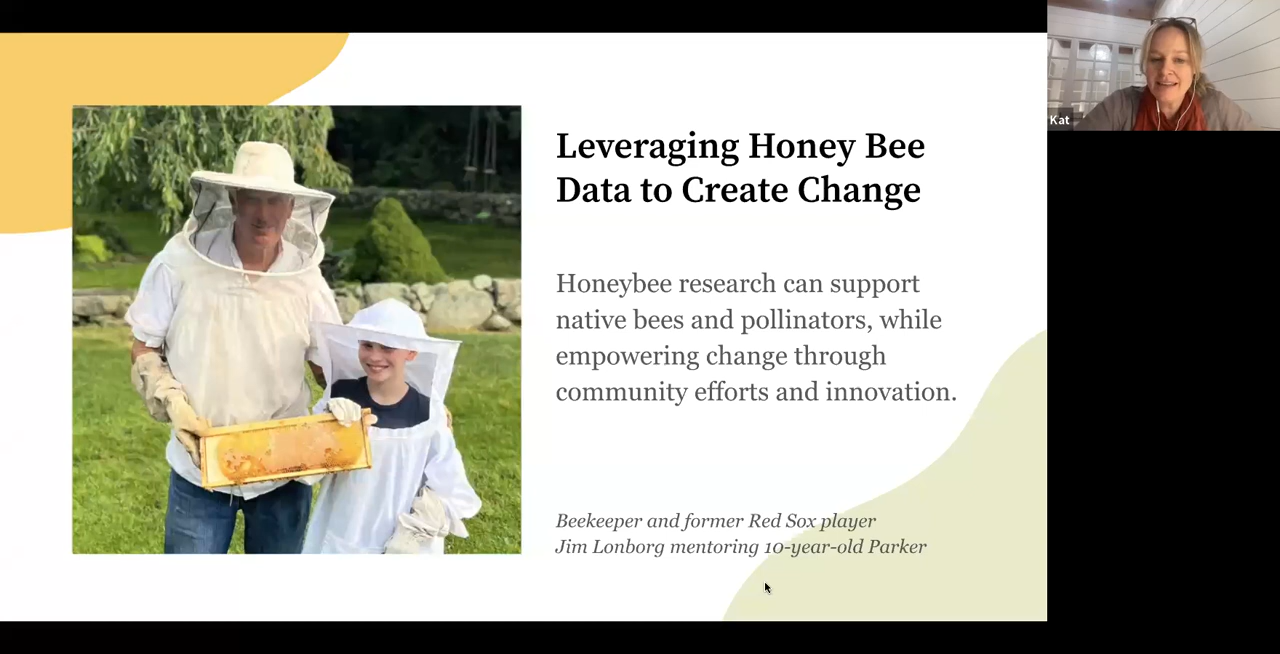 Leveraging Honey Bee
Data to Create Change
Honeybee research can support
native bees and pollinators, while
empowering change through
community efforts and innovation.
Beekeeper and former Red Sox player
Jim Lonborg mentoring 10-year-old Parker
Kat